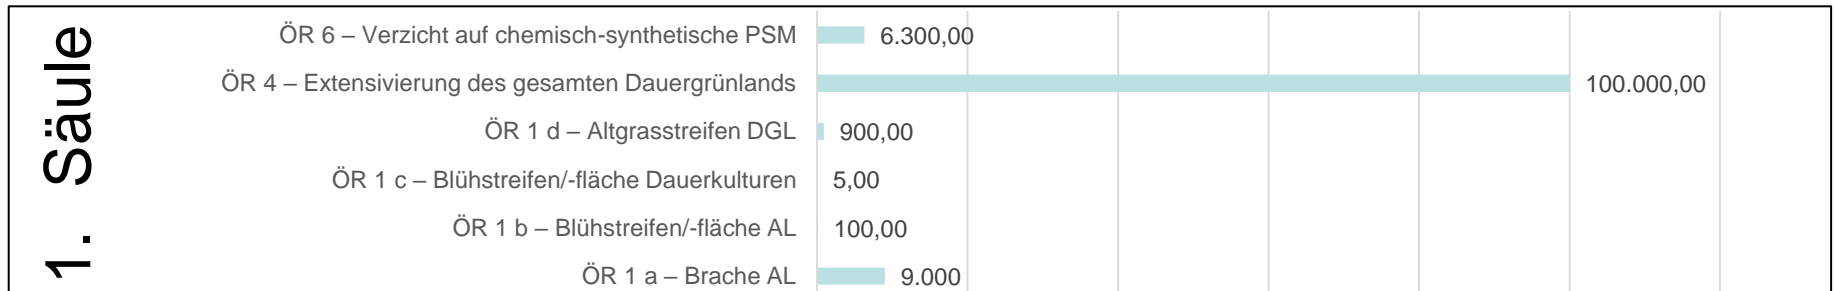 1. Säule
ÖR 6 – Verzicht auf chemisch-synthetische PSM 6.300,00
ÖR 4 – Extensivierung des gesamten Dauergrünlands 100.000,00
ÖR 1 d – Altgrasstreifen DGL 900,00
ÖR 1 c – Blühstreifen/-fläche Dauerkulturen 5,00
ÖR 1 b – Blühstreifen/-fläche AL 100,00
ÖR 1 a – Brache AL 9.000